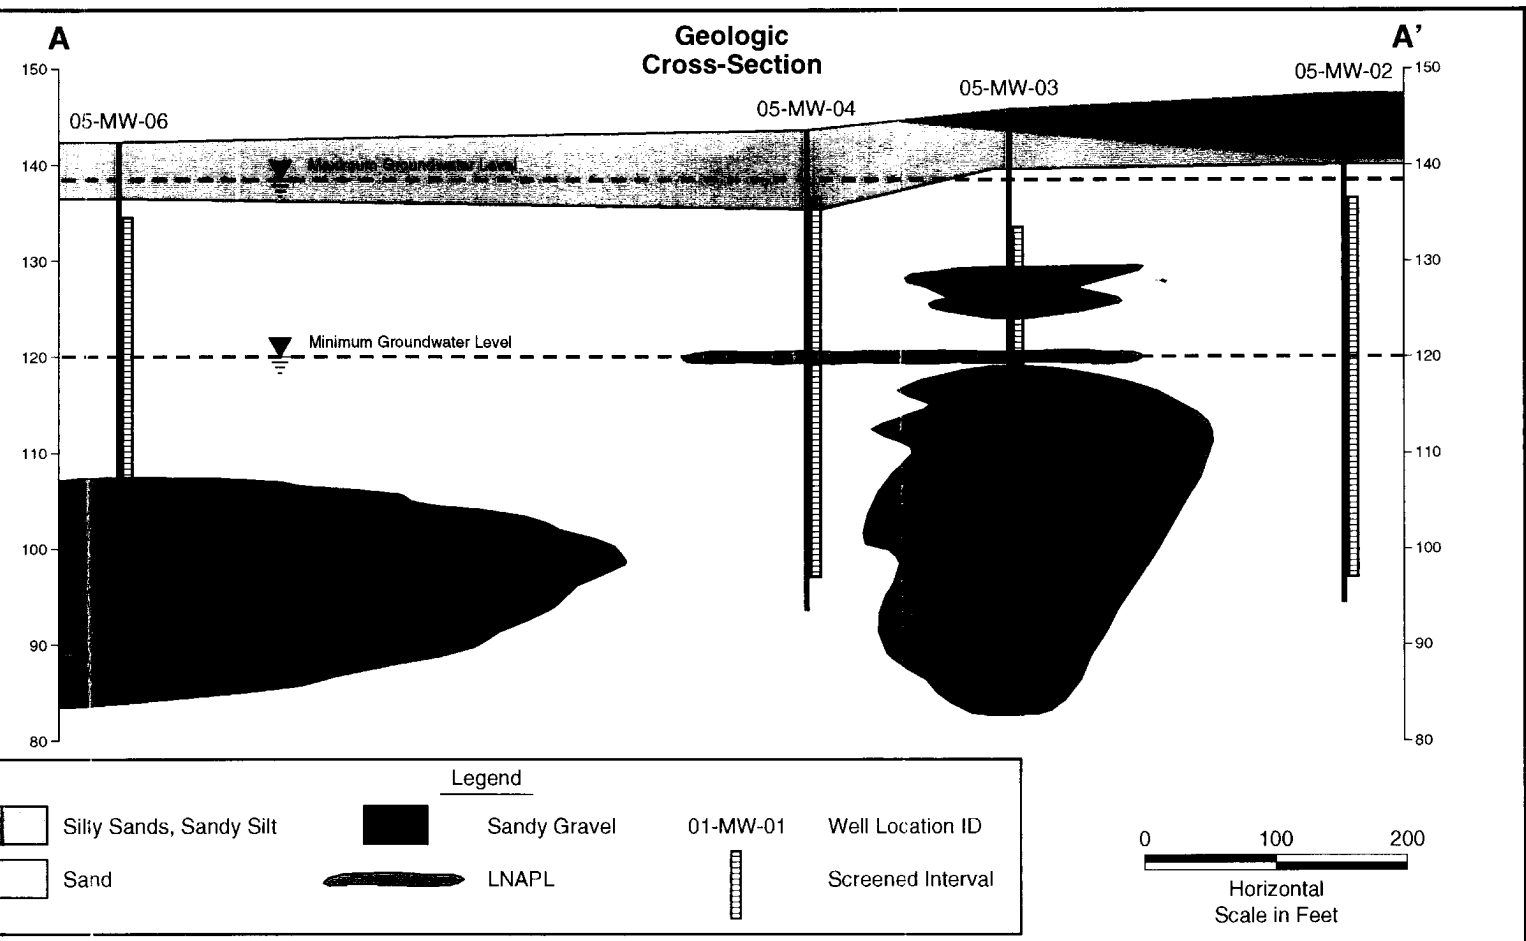 A
Geologic
Cross-Section
A'
150
150
05-MW-06
05-MW-04
05-MW-03
05-MW-02
140
Maximum Groundwater Level
140
130
130
Minimum Groundwater Level
120
120
110
110
100
100
90
90
80
80
Legend
Silty Sands, Sandy Silt
Sandy Gravel
01-MW-01
Well Location ID
Sand
LNAPL
Screened Interval
0 100 200
Horizontal
Scale in Feet